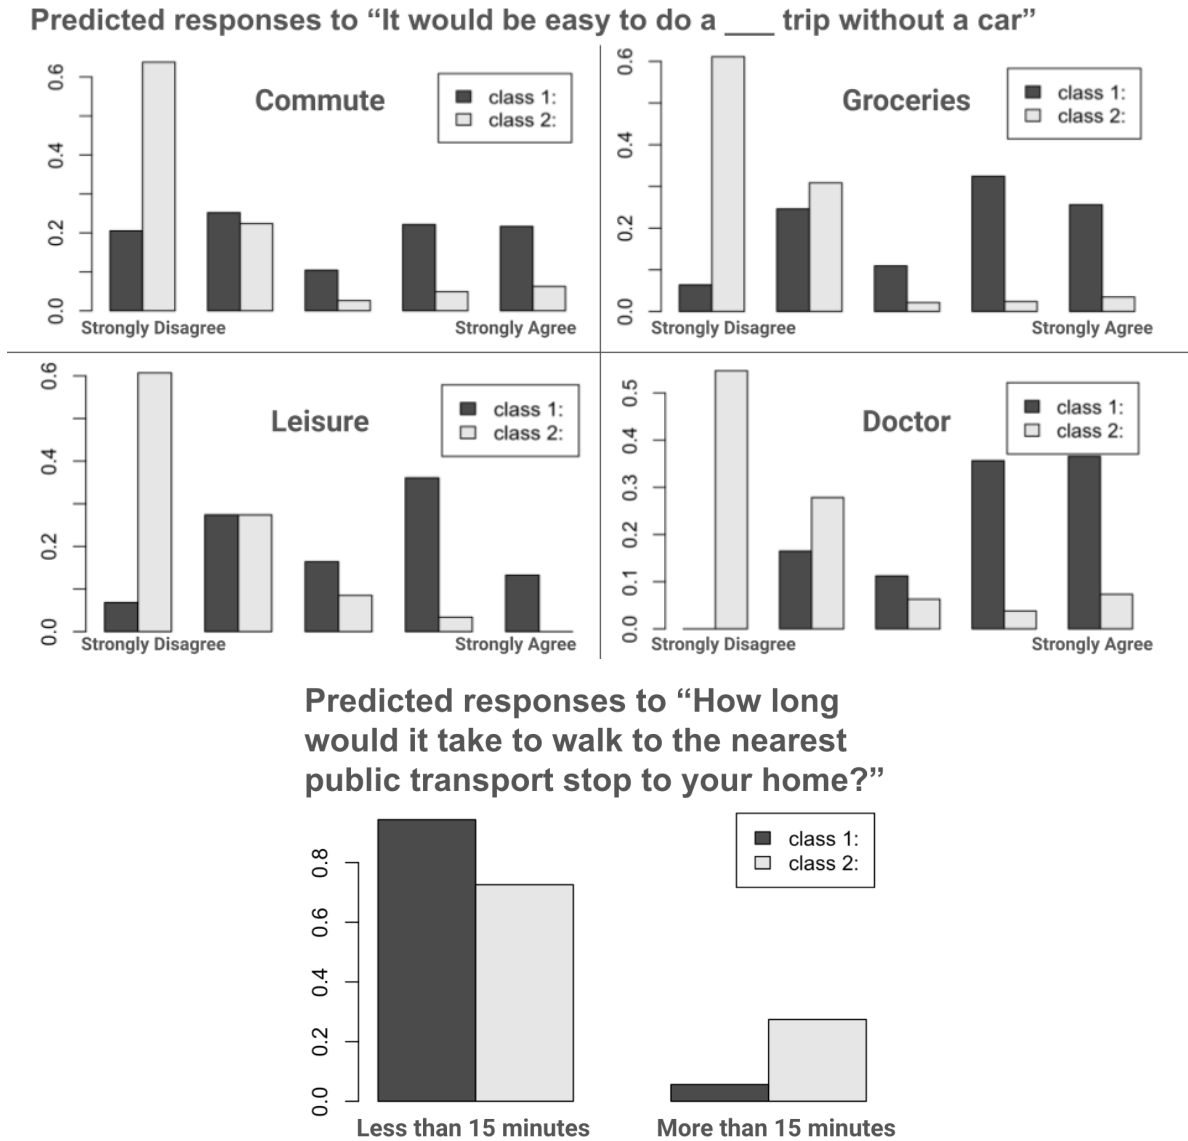 Predicted responses to “It would be easy to do a ___ trip without a car”
Commute
class 1:
class 2:
0.6
0.4
0.2
0.0
Strongly Disagree
Strongly Agree
Groceries
class 1:
class 2:
0.6
0.4
0.2
0.0
Strongly Disagree
Strongly Agree
Leisure
class 1:
class 2:
0.6
0.4
0.2
0.0
Strongly Disagree
Strongly Agree
Doctor
class 1:
class 2:
0.5
0.4
0.3
0.2
0.1
0.0
Strongly Disagree
Strongly Agree
Predicted responses to “How long
would it take to walk to the nearest
public transport stop to your home?”
class 1:
class 2:
0.8
0.6
0.4
0.2
0.0
Less than 15 minutes
More than 15 minutes